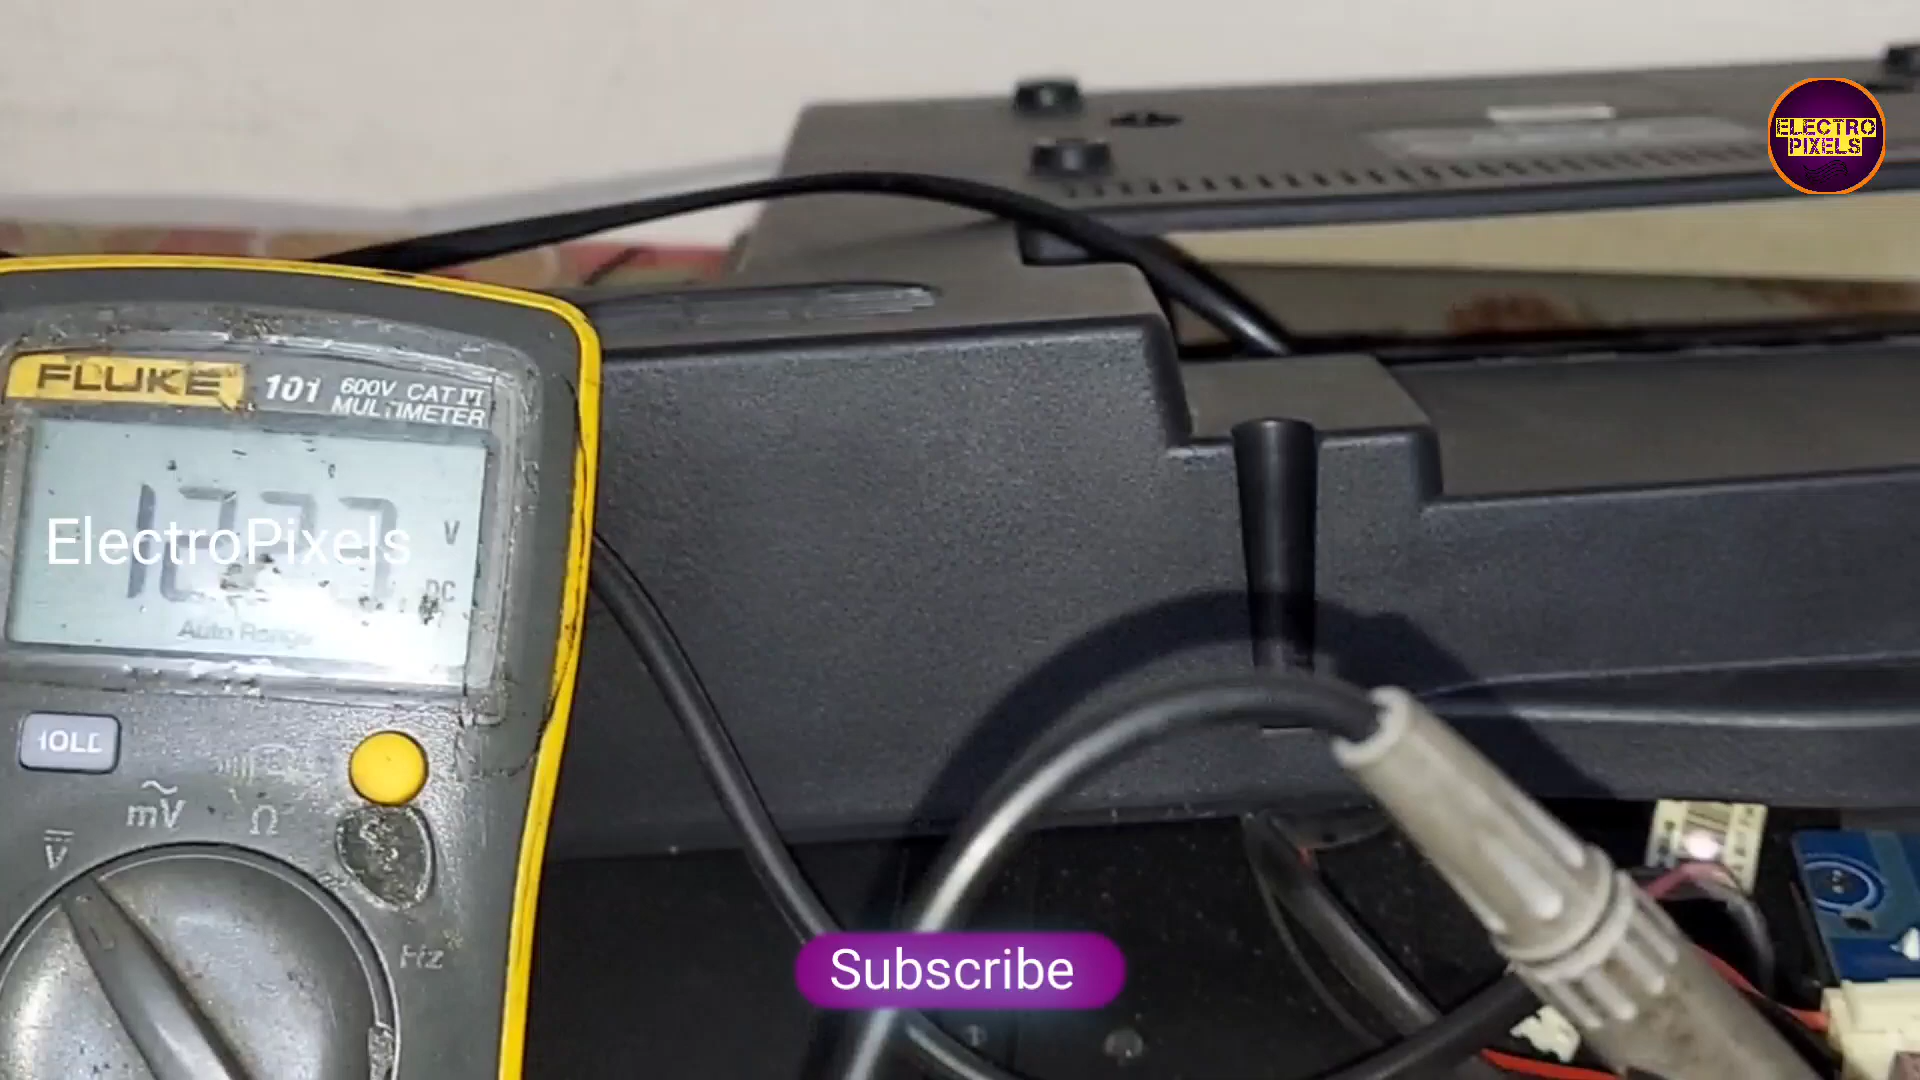 ELECTRO
PIXELS
FLUKE 101 600V CAT III
MULTIMETER
V
ElectroPixels
DC
Auto Range
HOLD
mV
Ω
V
Hz
Subscribe